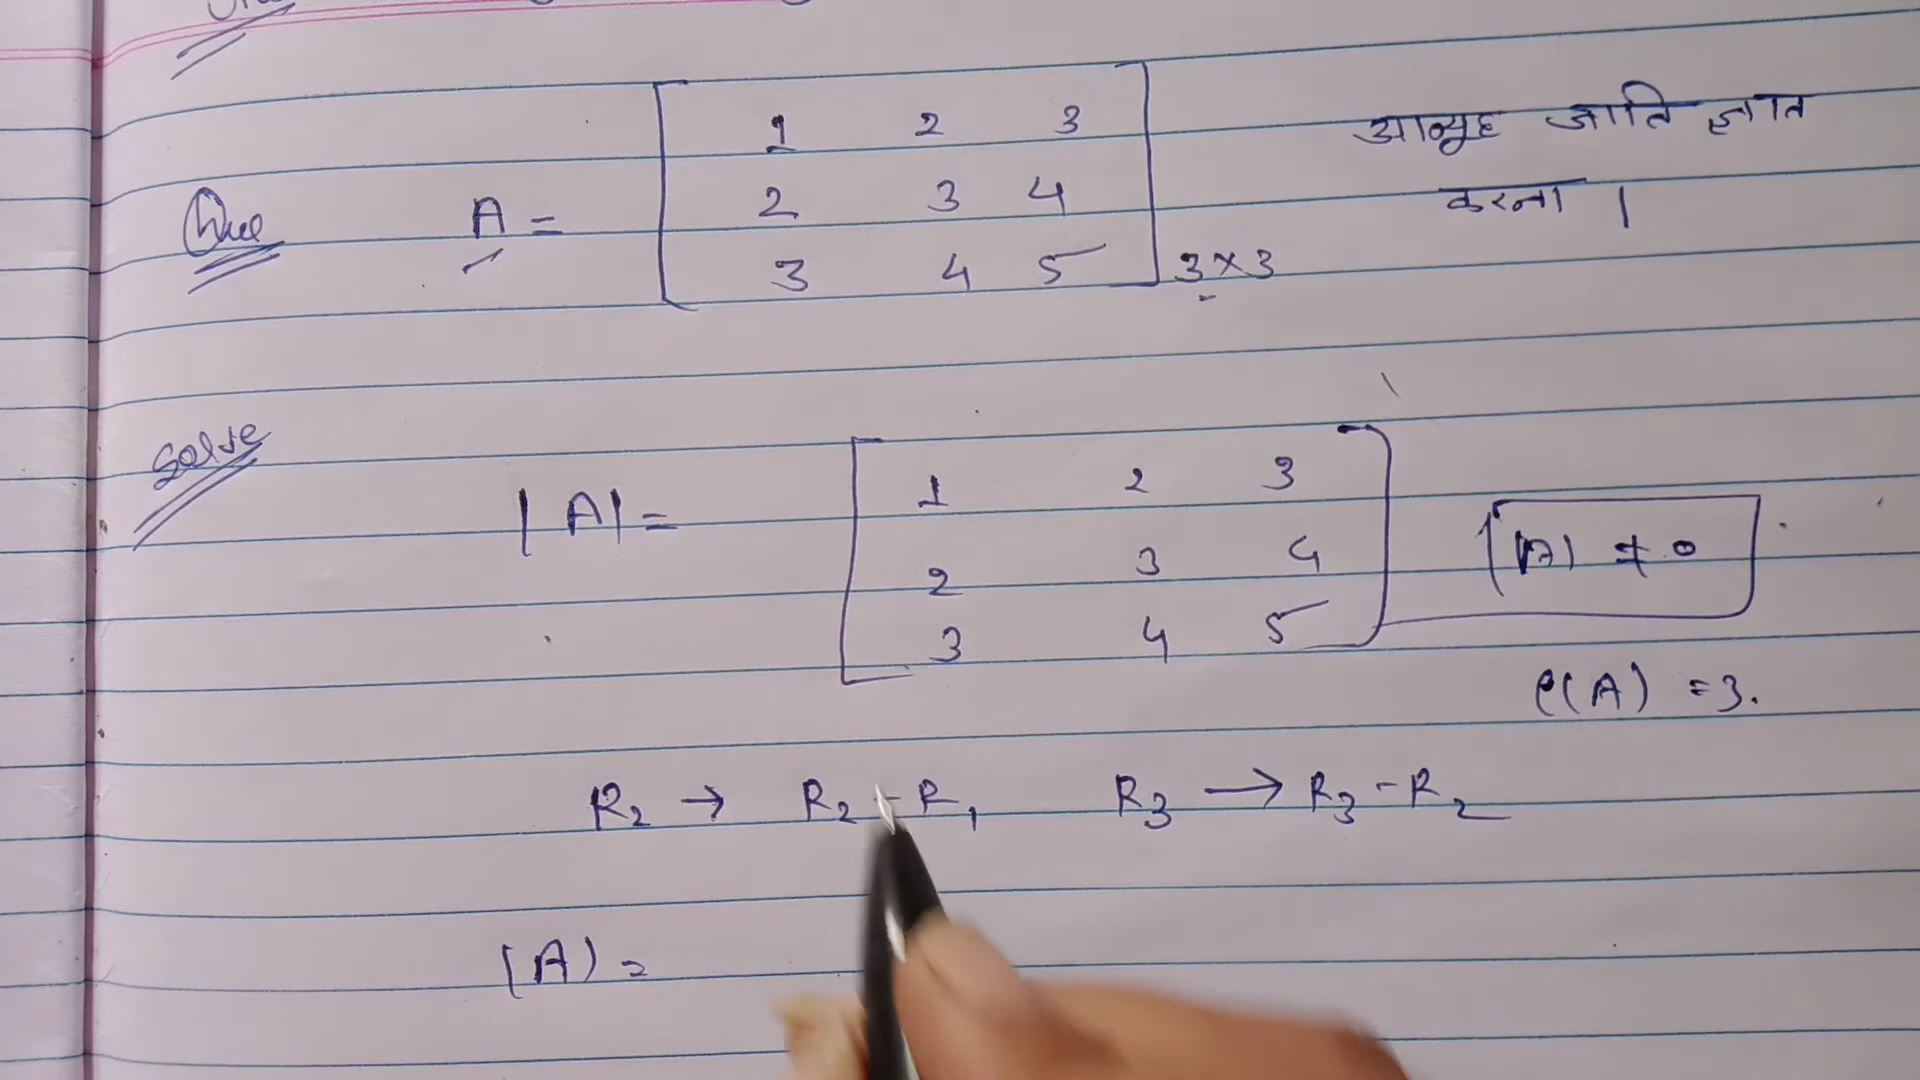 1 2 3
आव्यूह जाति ज्ञात
Que A = 2 3 4
करना ।
3 4 5 3×3
Solve
|A| = 1 2 3
2 3 4 |A| ≠ 0
3 4 5
ρ(A) = 3.
R₂ → R₂ - R₁ R₃ → R₃ - R₂
|A| =